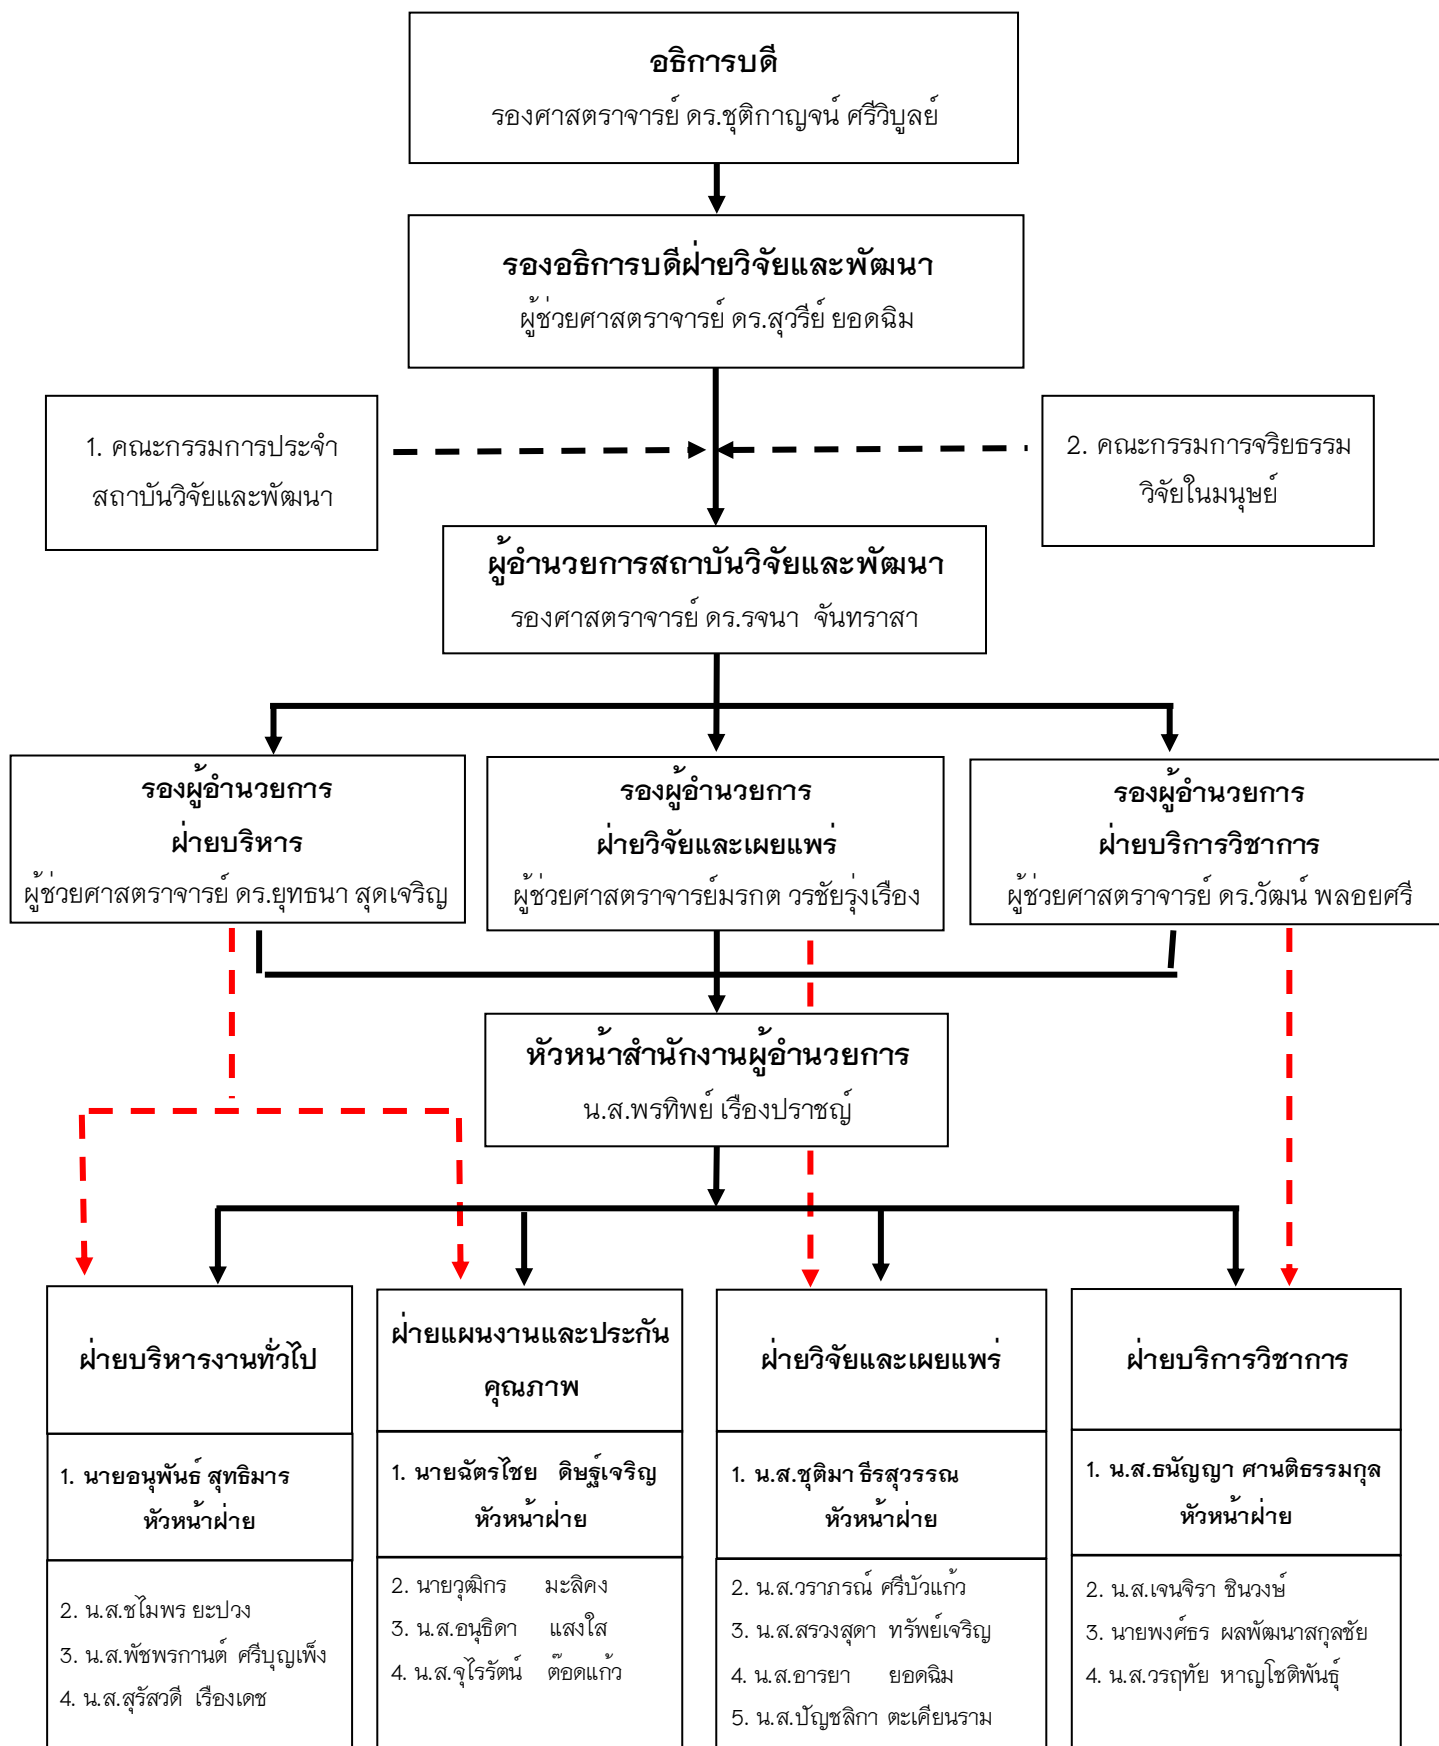 อธิการบดี
รองศาสตราจารย์ ดร.ชุติกาญจน์ ศรีวิบูลย์
รองอธิการบดีฝ่ายวิจัยและพัฒนา
ผู้ช่วยศาสตราจารย์ ดร.สุวรีย์ ยอดฉิม
1. คณะกรรมการประจำ
สถาบันวิจัยและพัฒนา
2. คณะกรรมการจริยธรรม
วิจัยในมนุษย์
ผู้อำนวยการสถาบันวิจัยและพัฒนา
รองศาสตราจารย์ ดร.รจนา จันทราสา
รองผู้อำนวยการ
ฝ่ายบริหาร
ผู้ช่วยศาสตราจารย์ ดร.ยุทธนา สุดเจริญ
รองผู้อำนวยการ
ฝ่ายวิจัยและเผยแพร่
ผู้ช่วยศาสตราจารย์มรกต วรชัยรุ่งเรือง
รองผู้อำนวยการ
ฝ่ายบริการวิชาการ
ผู้ช่วยศาสตราจารย์ ดร.วัฒน์ พลอยศรี
หัวหน้าสำนักงานผู้อำนวยการ
น.ส.พรทิพย์ เรืองปราชญ์
ฝ่ายบริหารงานทั่วไป
1. นายอนุพันธ์ สุทธิมาร
หัวหน้าฝ่าย
2. น.ส.ชไมพร ยะปวง
3. น.ส.พัชพรกานต์ ศรีบุญเพ็ง
4. น.ส.สุรัสวดี เรืองเดช
ฝ่ายแผนงานและประกัน
คุณภาพ
1. นายฉัตรไชย ดิษฐ์เจริญ
หัวหน้าฝ่าย
2. นายวุฒิกร มะลิคง
3. น.ส.อนุธิดา แสงใส
4. น.ส.จุไรรัตน์ ต๊อดแก้ว
ฝ่ายวิจัยและเผยแพร่
1. น.ส.ชุติมา ธีรสุวรรณ
หัวหน้าฝ่าย
2. น.ส.วราภรณ์ ศรีบัวแก้ว
3. น.ส.สรวงสุดา ทรัพย์เจริญ
4. น.ส.อารยา ยอดฉิม
5. น.ส.ปัญชลิกา ตะเคียนราม
ฝ่ายบริการวิชาการ
1. น.ส.ธนัญญา ศานติธรรมกุล
หัวหน้าฝ่าย
2. น.ส.เจนจิรา ชินวงษ์
3. นายพงศ์ธร ผลพัฒนาสกุลชัย
4. น.ส.วรฤทัย หาญโชติพันธุ์